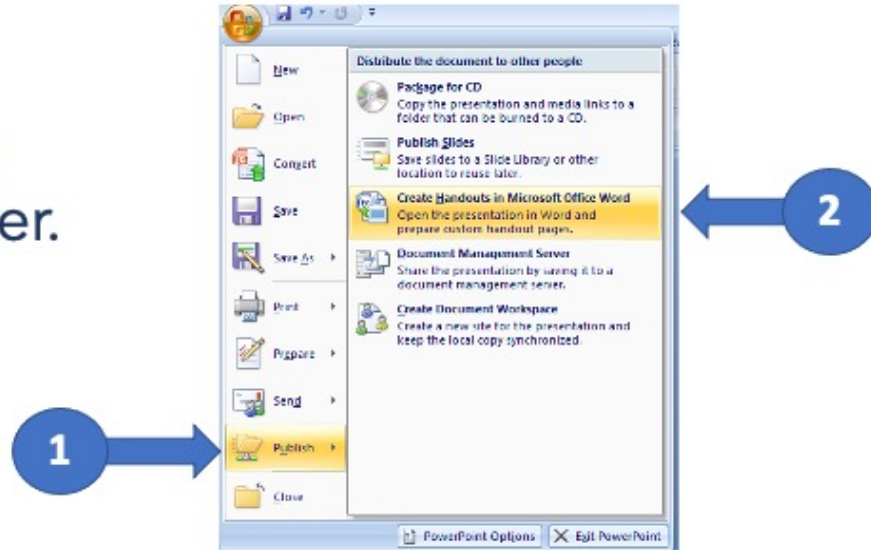 er.
New
Open
Convert
Save
Save As
Print
Prepare
Send
Publish
Close
Distribute the document to other people
Package for CD
Copy the presentation and media links to a
folder that can be burned to a CD.
Publish Slides
Save slides to a Slide Library or other
location to reuse later.
Create Handouts in Microsoft Office Word
Open the presentation in Word and
prepare custom handout pages.
Document Management Server
Share the presentation by saving it to a
document management server.
Create Document Workspace
Create a new site for the presentation and
keep the local copy synchronized.
PowerPoint Options
Exit PowerPoint
1
2